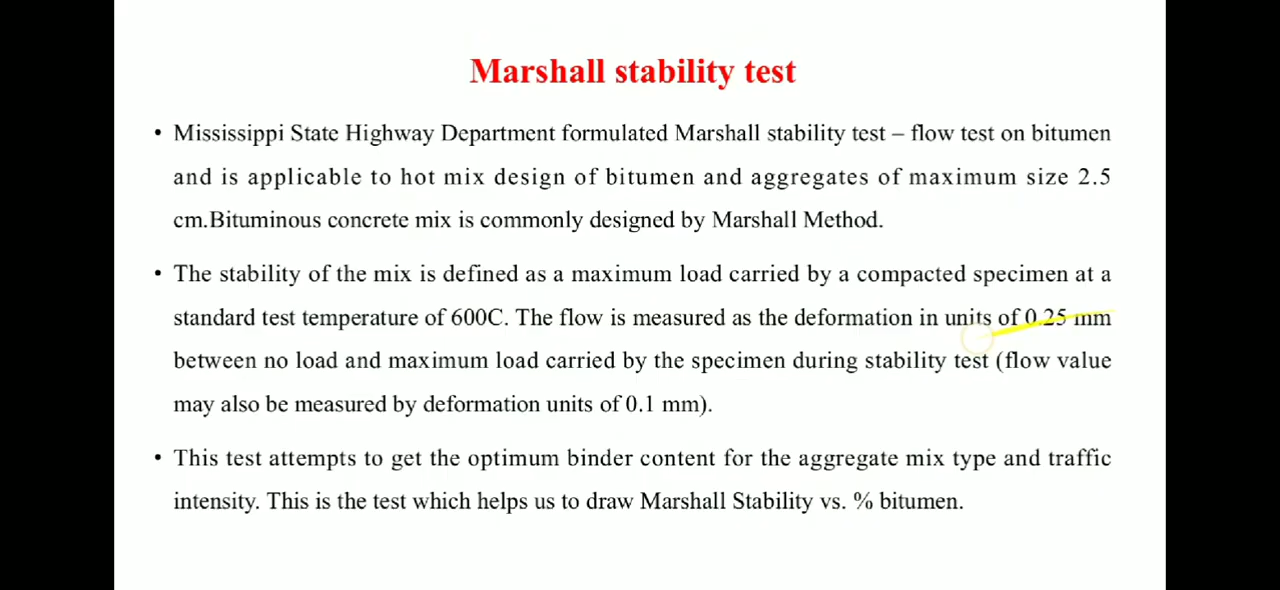 Marshall stability test
• Mississippi State Highway Department formulated Marshall stability test – flow test on bitumen
and is applicable to hot mix design of bitumen and aggregates of maximum size 2.5
cm.Bituminous concrete mix is commonly designed by Marshall Method.
• The stability of the mix is defined as a maximum load carried by a compacted specimen at a
standard test temperature of 600C. The flow is measured as the deformation in units of 0.25 mm
between no load and maximum load carried by the specimen during stability test (flow value
may also be measured by deformation units of 0.1 mm).
• This test attempts to get the optimum binder content for the aggregate mix type and traffic
intensity. This is the test which helps us to draw Marshall Stability vs. % bitumen.